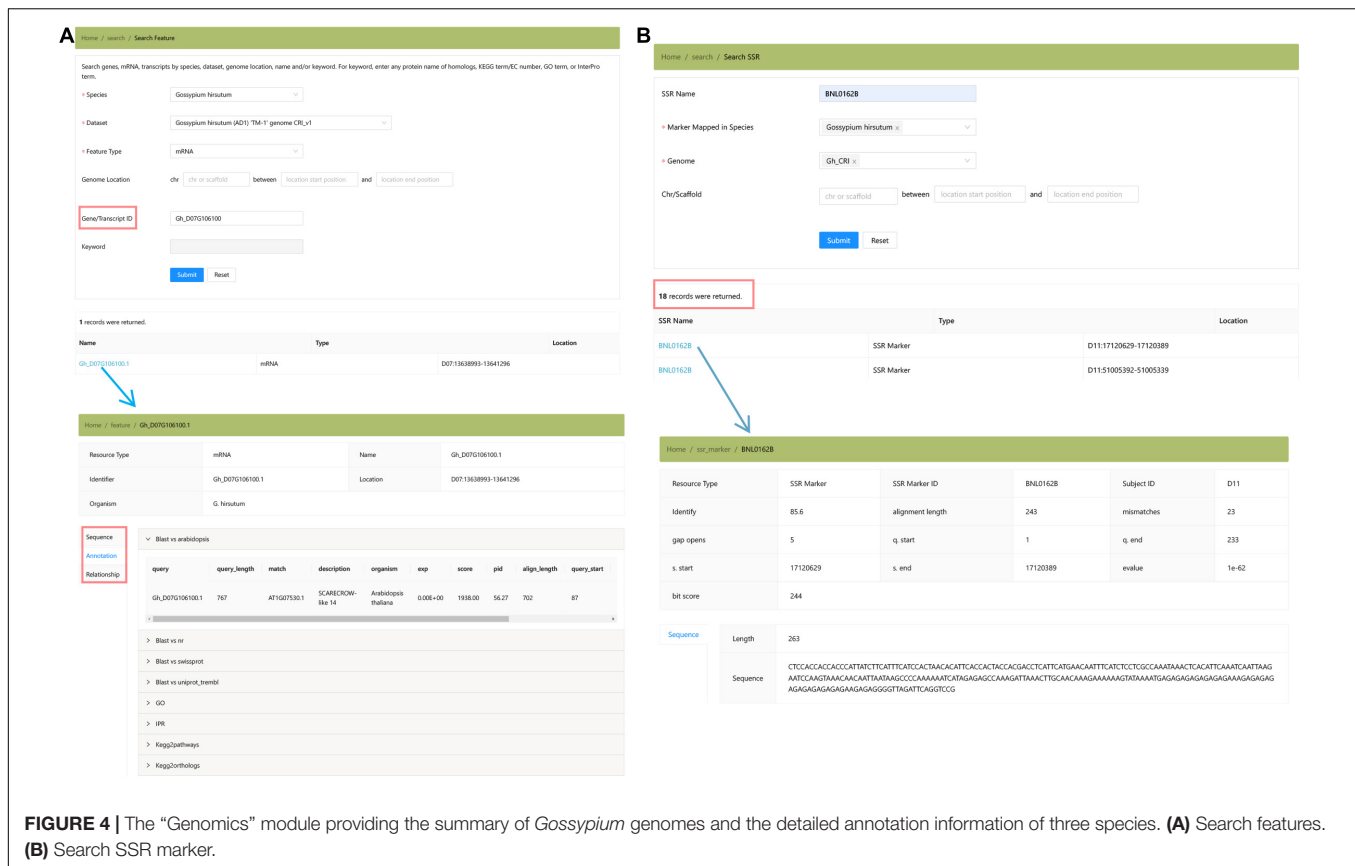 A
Home / search / Search Feature
Search genes, mRNA, transcripts by species, dataset, genome location, name and/or keyword. For keyword, enter any protein name of homologs, KEGG term/EC number, GO term, or InterPro
term.
* Species Gossypium hirsutum
* Dataset Gossypium hirsutum (AD1) 'TM-1' genome CRI_v1
* Feature Type mRNA
Genome Location chr chr or scaffold between location start position and location end position
Gene/Transcript ID Gh_D07G106100
Keyword
Submit Reset
1 records were returned.
Name Type Location
Gh_D07G106100.1 mRNA D07:13638993-13641296
Home / feature / Gh_D07G106100.1
Resource Type mRNA Name Gh_D07G106100.1
Identifier Gh_D07G106100.1 Location D07:13638993-13641296
Organism G. hirsutum
Sequence
Annotation
Relationship
Blast vs arabidopsis
query query_length match description organism exp score pid align_length query_start
Gh_D07G106100.1 767 AT1G07530.1 SCARECROW-like 14 Arabidopsis thaliana 0.00E+00 1938.00 56.27 702 87
> Blast vs nr
> Blast vs swissprot
> Blast vs uniprot_trembl
> GO
> IPR
> Kegg2pathways
> Kegg2orthologs
B
Home / search / Search SSR
SSR Name BNL0162B
* Marker Mapped in Species Gossypium hirsutum x
* Genome Gh_CRI x
Chr/Scaffold chr or scaffold between location start position and location end position
Submit Reset
18 records were returned.
SSR Name Type Location
BNL0162B SSR Marker D11:17120629-17120389
BNL0162B SSR Marker D11:51005392-51005339
Home / ssr_marker / BNL0162B
Resource Type SSR Marker SSR Marker ID BNL0162B Subject ID D11
Identify 85.6 alignment length 243 mismatches 23
gap opens 5 q. start 1 q. end 233
s. start 17120629 s. end 17120389 evalue 1e-62
bit score 244
Sequence
Length 263
Sequence
FIGURE 4 | The “Genomics” module providing the summary of Gossypium genomes and the detailed annotation information of three species. (A) Search features.
(B) Search SSR marker.